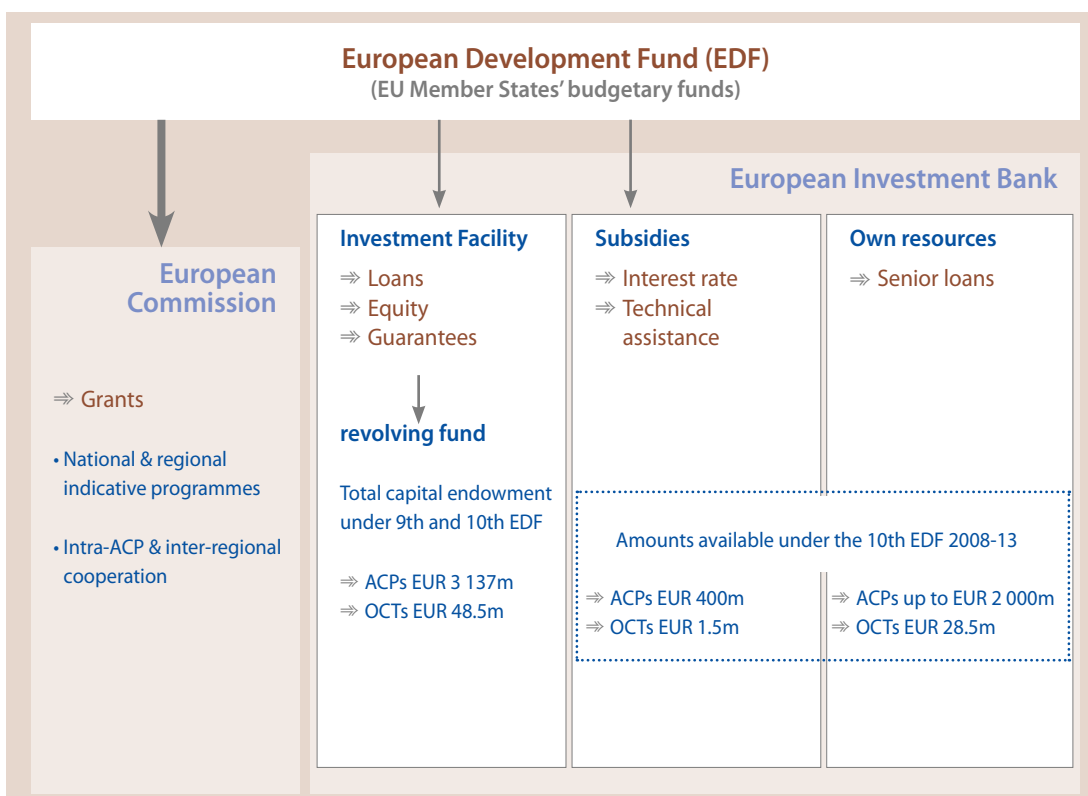 European Development Fund (EDF)
(EU Member States' budgetary funds)
European Investment Bank
European
Commission
⇒ Grants
• National & regional
indicative programmes
• Intra-ACP & inter-regional
cooperation
Investment Facility
⇒ Loans
⇒ Equity
⇒ Guarantees
revolving fund
Total capital endowment
under 9th and 10th EDF
⇒ ACPs EUR 3 137m
⇒ OCTs EUR 48.5m
Subsidies
⇒ Interest rate
⇒ Technical
assistance
Own resources
⇒ Senior loans
Amounts available under the 10th EDF 2008-13
⇒ ACPs EUR 400m
⇒ OCTs EUR 1.5m
⇒ ACPs up to EUR 2 000m
⇒ OCTs EUR 28.5m